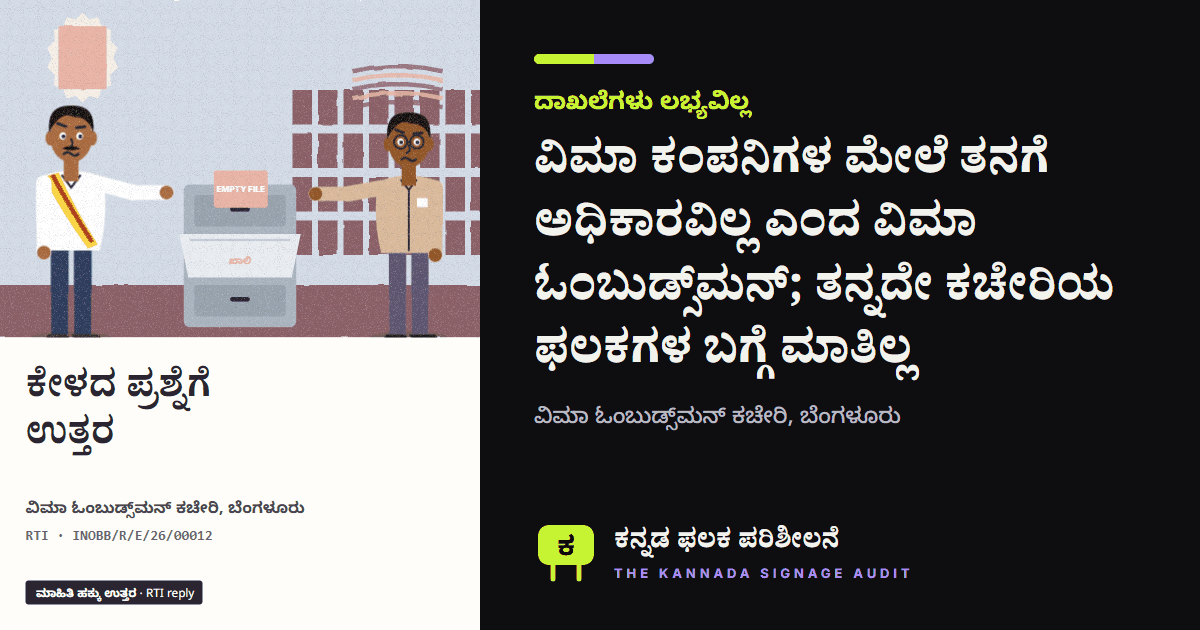 EMPTY FILE
ಖಾಲಿ
ಕೇಳದ ಪ್ರಶ್ನೆಗೆ
ಉತ್ತರ
ವಿಮಾ ಓಂಬುಡ್ಸ್‌ಮನ್ ಕಚೇರಿ, ಬೆಂಗಳೂರು
RTI · INOBB/R/E/26/00012
ಮಾಹಿತಿ ಹಕ್ಕು ಉತ್ತರ · RTI reply
ದಾಖಲೆಗಳು ಲಭ್ಯವಿಲ್ಲ
ವಿಮಾ ಕಂಪನಿಗಳ ಮೇಲೆ ತನಗೆ
ಅಧಿಕಾರವಿಲ್ಲ ಎಂದ ವಿಮಾ
ಓಂಬುಡ್ಸ್‌ಮನ್; ತನ್ನದೇ ಕಚೇರಿಯ
ಫಲಕಗಳ ಬಗ್ಗೆ ಮಾತಿಲ್ಲ
ವಿಮಾ ಓಂಬುಡ್ಸ್‌ಮನ್ ಕಚೇರಿ, ಬೆಂಗಳೂರು
ಕ
ಕನ್ನಡ ಫಲಕ ಪರಿಶೀಲನೆ
THE KANNADA SIGNAGE AUDIT